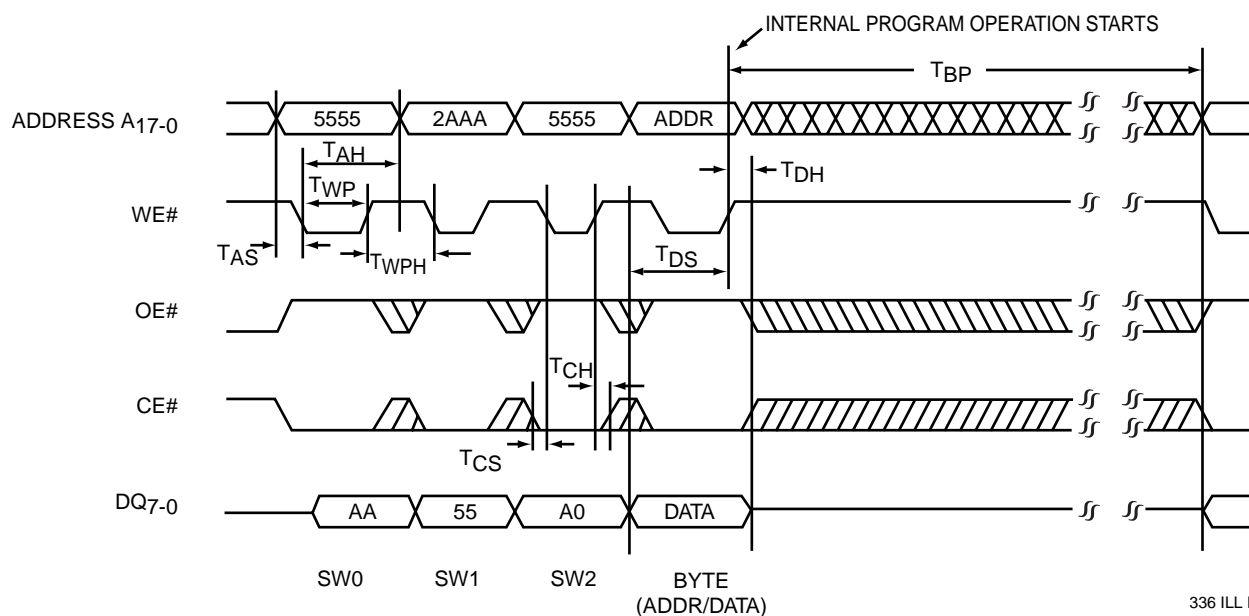 INTERNAL PROGRAM OPERATION STARTS
TBP
ADDRESS A17-0
5555
2AAA
5555
ADDR
TAH
TDH
TWP
WE#
TAS
TWPH
TDS
OE#
TCH
CE#
TCS
DQ7-0
AA
55
A0
DATA
SW0
SW1
SW2
BYTE
(ADDR/DATA)
336 ILL